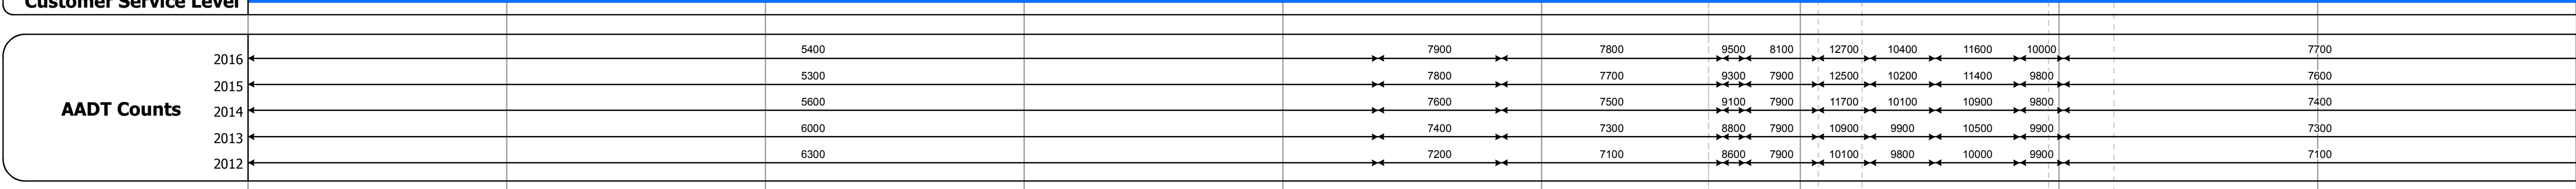 Customer Service Level
2016 5400 7900 7800 9500 8100 12700 10400 11600 10000 7700
2015 5300 7800 7700 9300 7900 12500 10200 11400 9800 7600
AADT Counts
2014 5600 7600 7500 9100 7900 11700 10100 10900 9800 7400
2013 6000 7400 7300 8800 7900 10900 9900 10500 9900 7300
2012 6300 7200 7100 8600 7900 10100 9800 10000 9900 7100